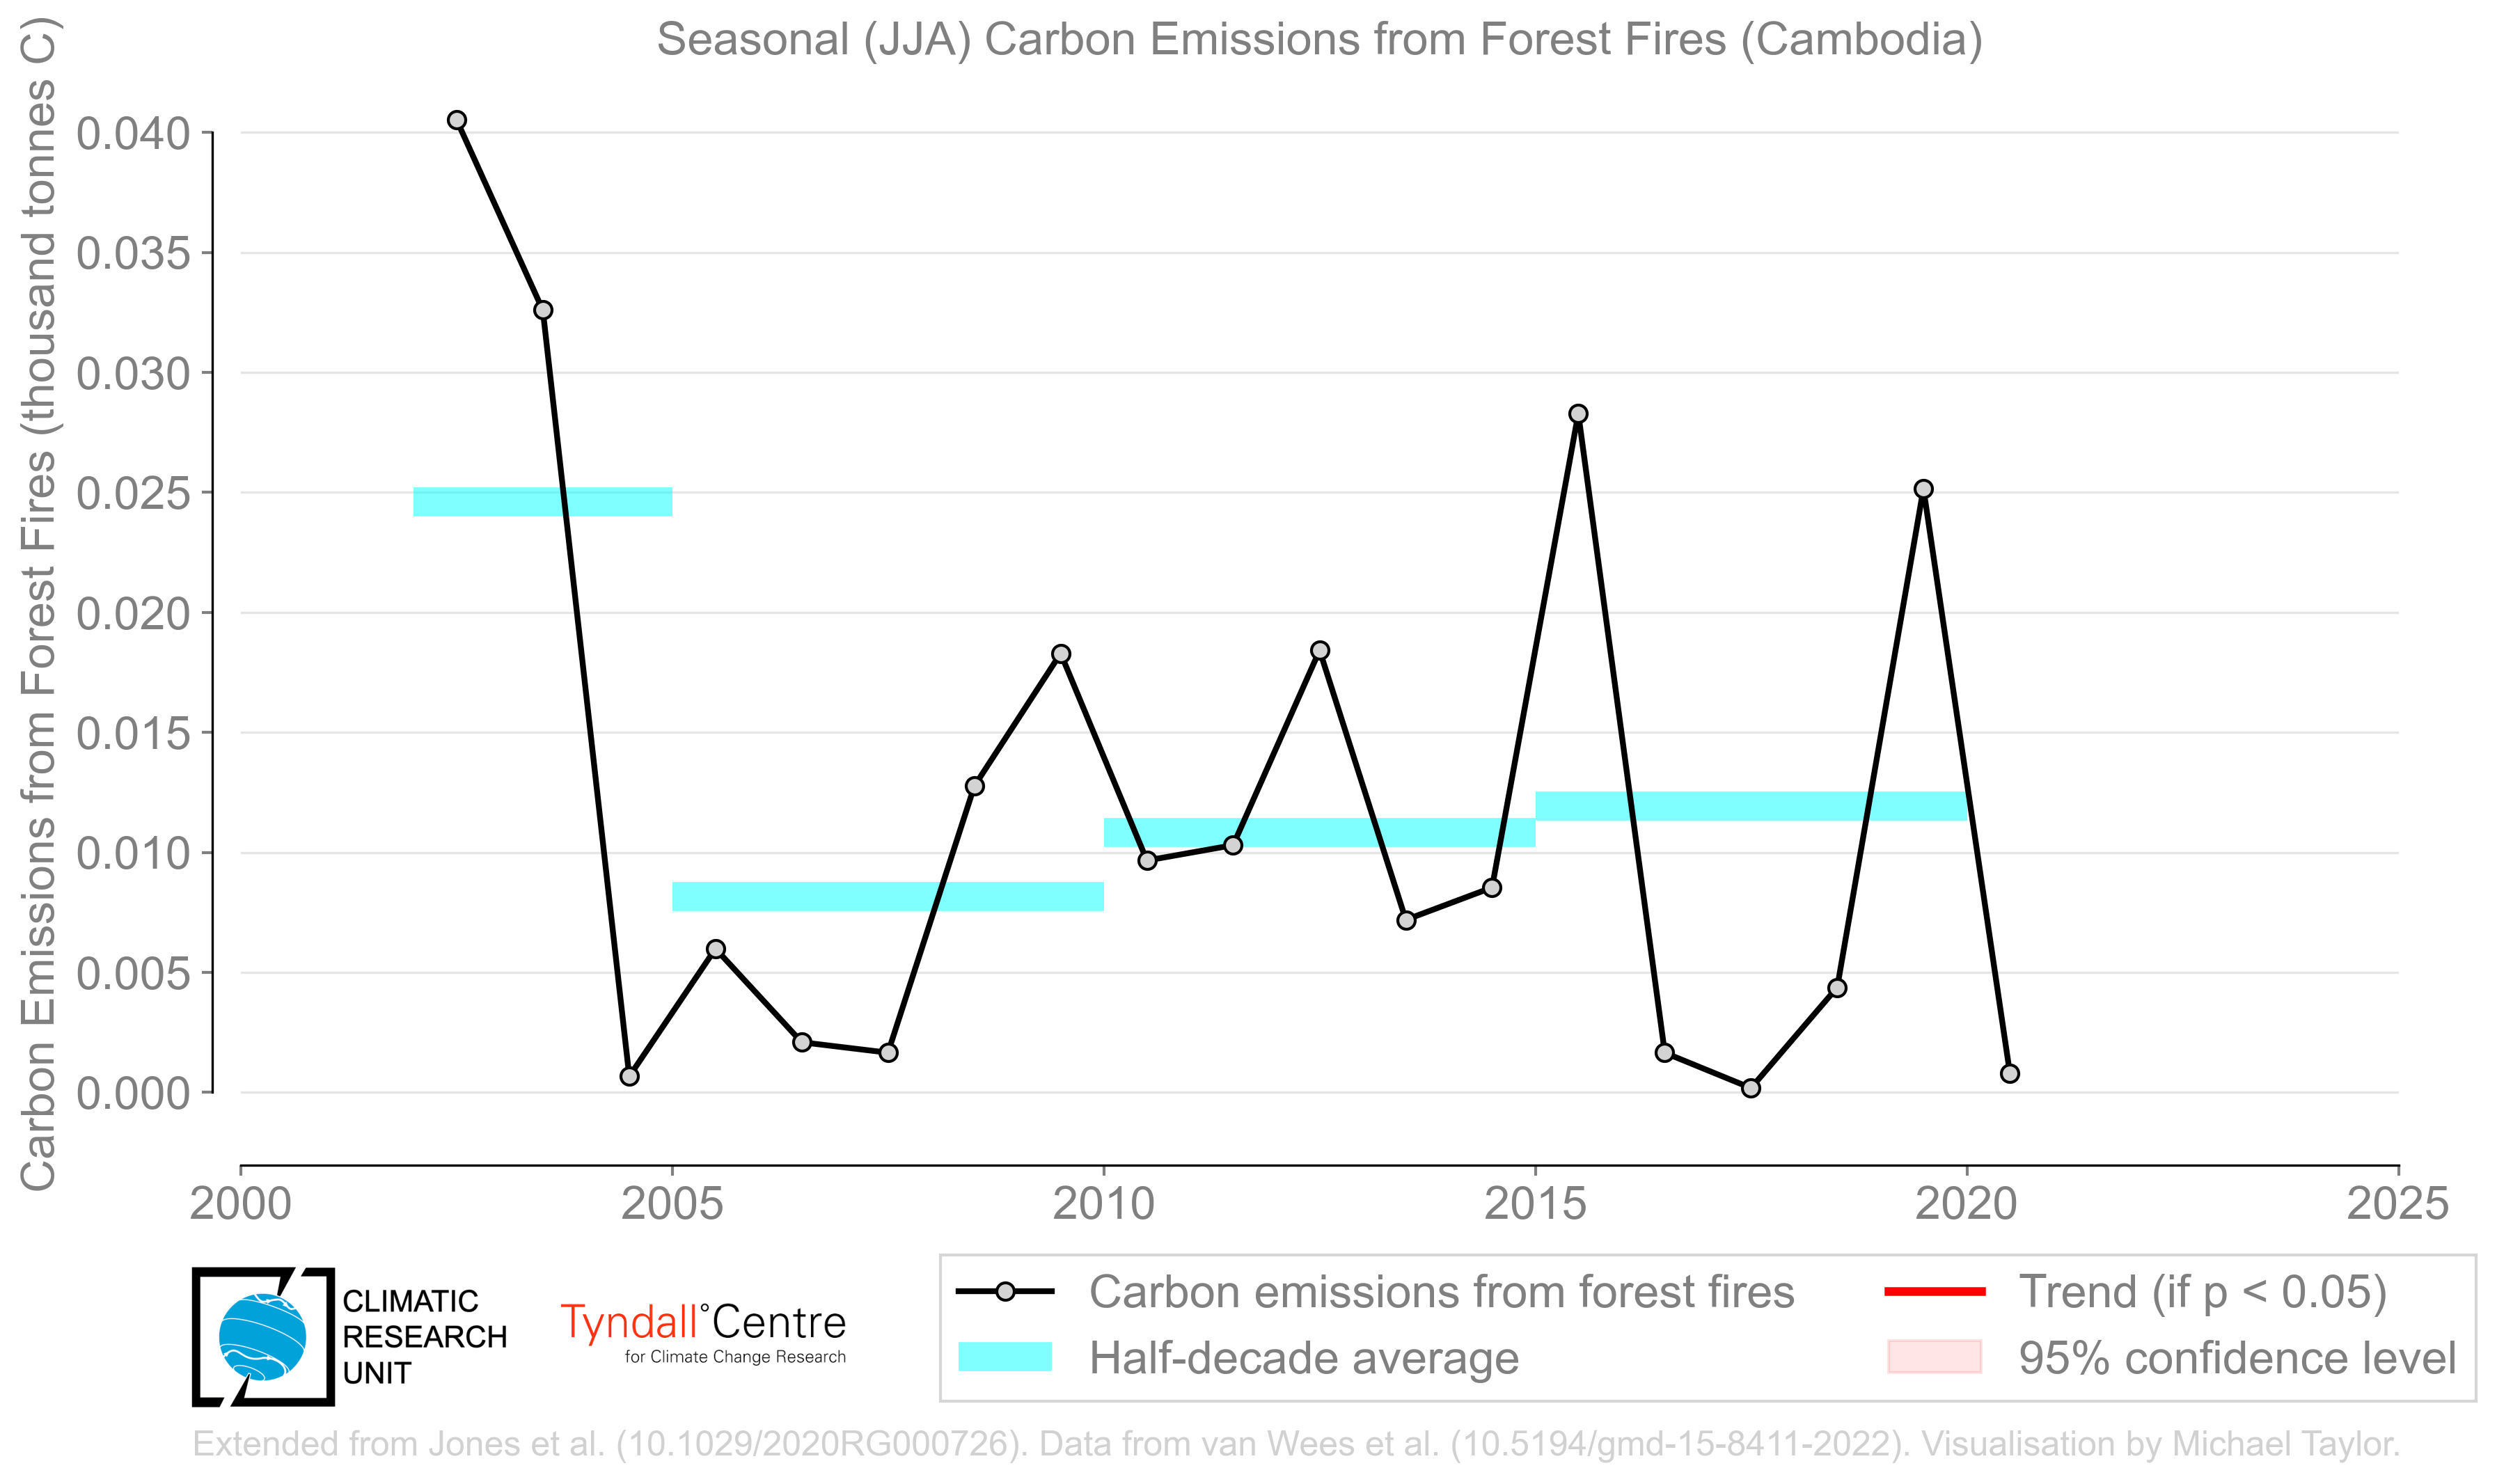 Seasonal (JJA) Carbon Emissions from Forest Fires (Cambodia)
Carbon Emissions from Forest Fires (thousand tonnes C)
0.040
0.035
0.030
0.025
0.020
0.015
0.010
0.005
0.000
2000 2005 2010 2015 2020 2025
CLIMATIC
RESEARCH
UNIT
Tyndall°Centre
for Climate Change Research
Carbon emissions from forest fires
Half-decade average
Trend (if p < 0.05)
95% confidence level
Extended from Jones et al. (10.1029/2020RG000726). Data from van Wees et al. (10.5194/gmd-15-8411-2022). Visualisation by Michael Taylor.